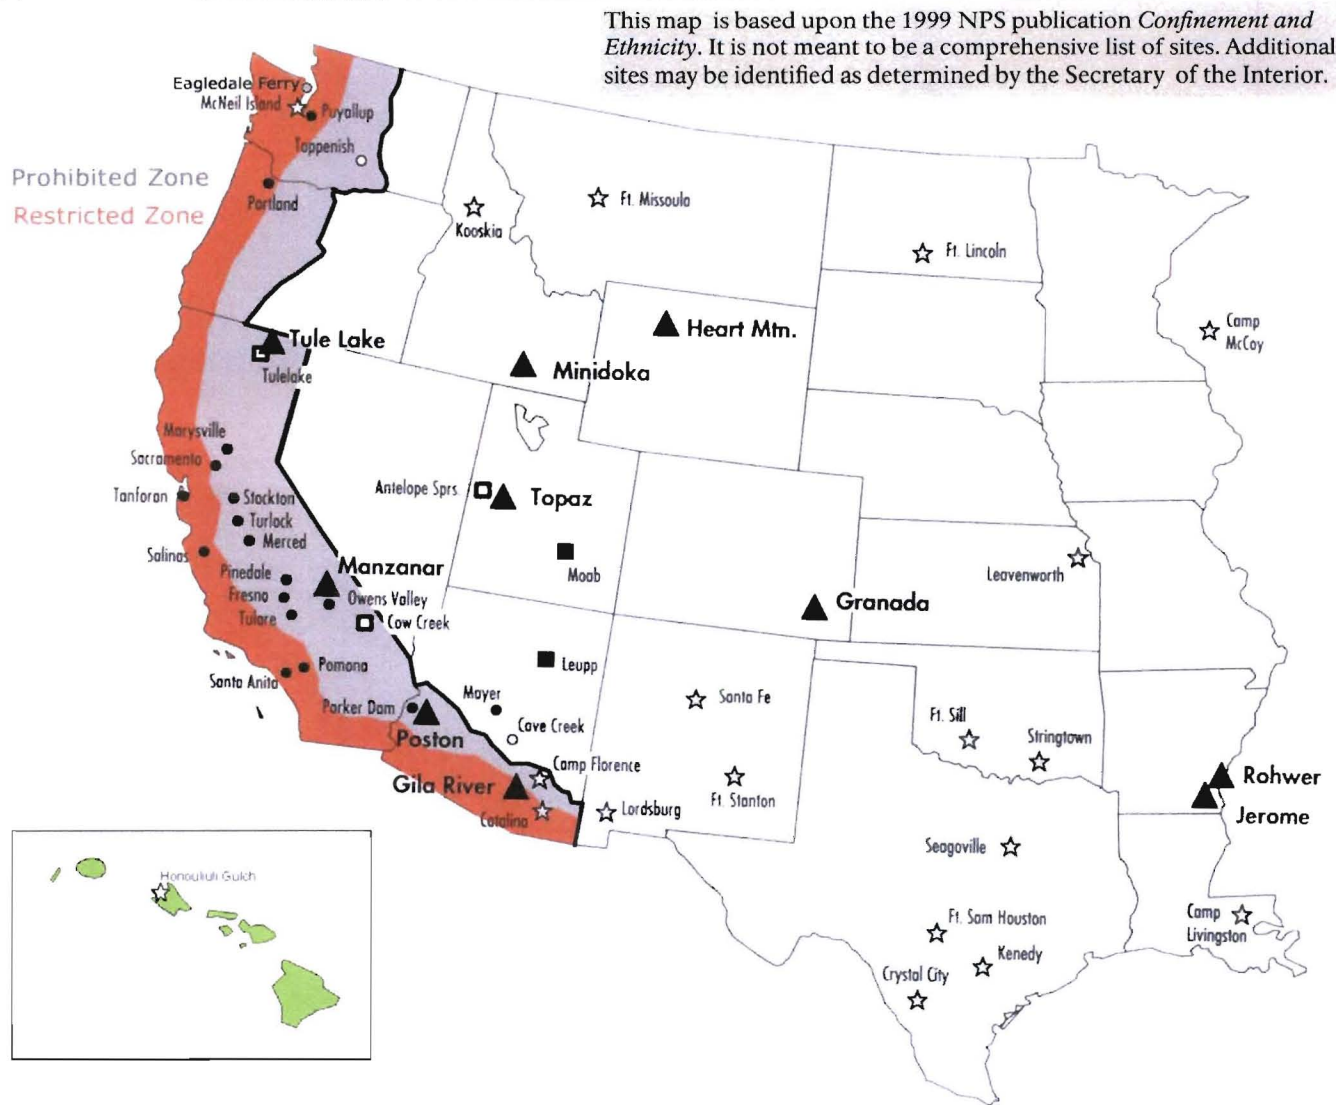 This map is based upon the 1999 NPS publication Confinement and
Ethnicity. It is not meant to be a comprehensive list of sites. Additional
sites may be identified as determined by the Secretary of the Interior.
Eagledale Ferry
McNeil Island
Puyallup
Toppenish
Prohibited Zone
Restricted Zone
Portland
Kooskia
Ft. Missoula
Ft. Lincoln
Camp
McCoy
Tule Lake
Tulelake
Minidoka
Heart Mtn.
Marysville
Sacramento
Tanforan
Stockton
Turlock
Merced
Salinas
Pinedale
Fresno
Tulare
Manzanar
Owens Valley
Cow Creek
Antelope Sprs.
Topaz
Moab
Leavenworth
Granada
Leupp
Pomona
Santa Anita
Parker Dam
Poston
Mayer
Cave Creek
Camp Florence
Gila River
Catalina
Lordsburg
Santa Fe
Ft. Stanton
Ft. Sill
Stringtown
Rohwer
Jerome
Seagoville
Ft. Sam Houston
Kenedy
Crystal City
Camp
Livingston
Honouliuli Gulch